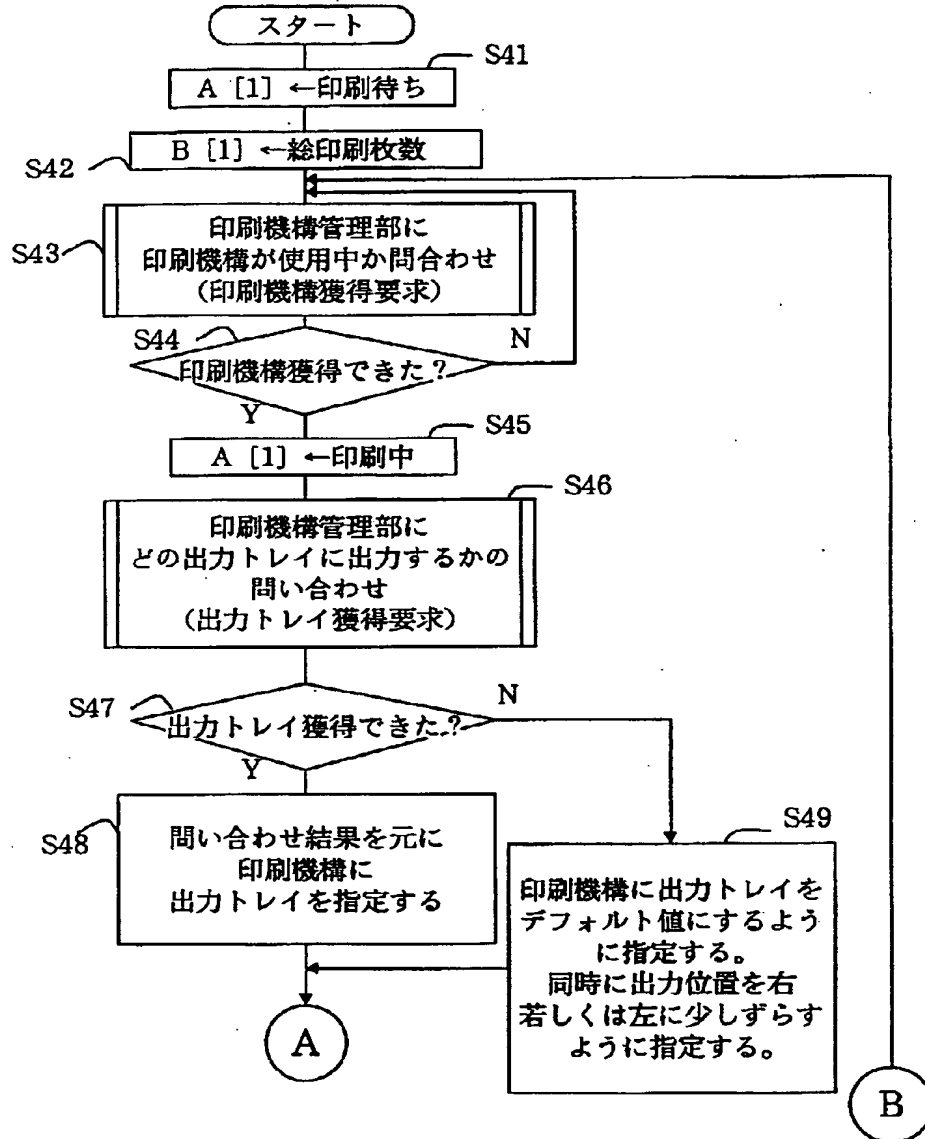 スタート
S41
A [1] ←印刷待ち
B [1] ←総印刷枚数
S42
印刷機構管理部に
印刷機構が使用中か問合わせ
(印刷機構獲得要求)
S43
S44
N
印刷機構獲得できた?
Y
S45
A [1] ←印刷中
S46
印刷機構管理部に
どの出力トレイに出力するかの
問い合わせ
(出力トレイ獲得要求)
S47
N
出力トレイ獲得できた?
Y
S48
問い合わせ結果を元に
印刷機構に
出力トレイを指定する
S49
印刷機構に出力トレイを
デフォルト値にするよう
に指定する。
同時に出力位置を右
若しくは左に少しずらす
ように指定する。
A
B